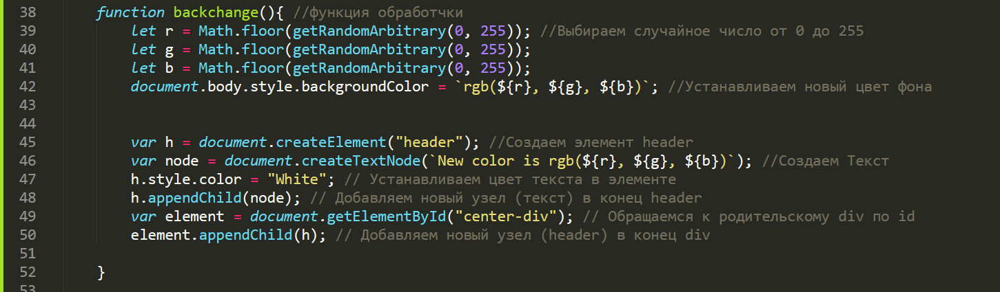 38 function backchange(){ //функция обработчки
39 let r = Math.floor(getRandomArbitrary(0, 255)); //Выбираем случайное число от 0 до 255
40 let g = Math.floor(getRandomArbitrary(0, 255));
41 let b = Math.floor(getRandomArbitrary(0, 255));
42 document.body.style.backgroundColor = `rgb(${r}, ${g}, ${b})`; //Устанавливаем новый цвет фона
43
44
45 var h = document.createElement("header"); //Создаем элемент header
46 var node = document.createTextNode(`New color is rgb(${r}, ${g}, ${b})`); //Создаем Текст
47 h.style.color = "White"; // Устанавливаем цвет текста в элементе
48 h.appendChild(node); // Добавляем новый узел (текст) в конец header
49 var element = document.getElementById("center-div"); // Обращаемся к родительскому div по id
50 element.appendChild(h); // Добавляем новый узел (header) в конец div
51
52 }
53